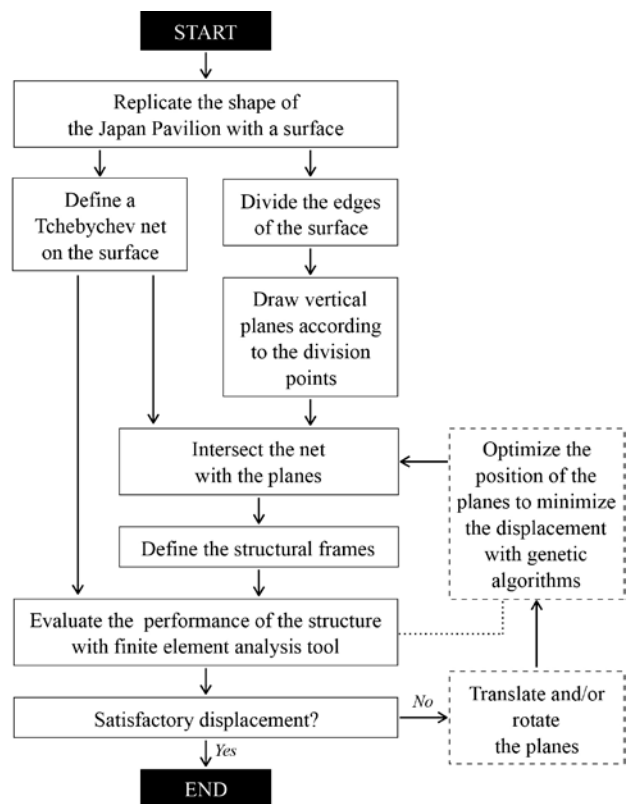 START
Replicate the shape of
the Japan Pavilion with a surface
Define a
Tchebychev net
on the surface
Divide the edges
of the surface
Draw vertical
planes according
to the division
points
Intersect the net
with the planes
Optimize the
position of the
planes to minimize
the displacement
with genetic
algorithms
Define the structural frames
Evaluate the performance of the structure
with finite element analysis tool
Satisfactory displacement?
No
Translate and/or
rotate
the planes
Yes
END